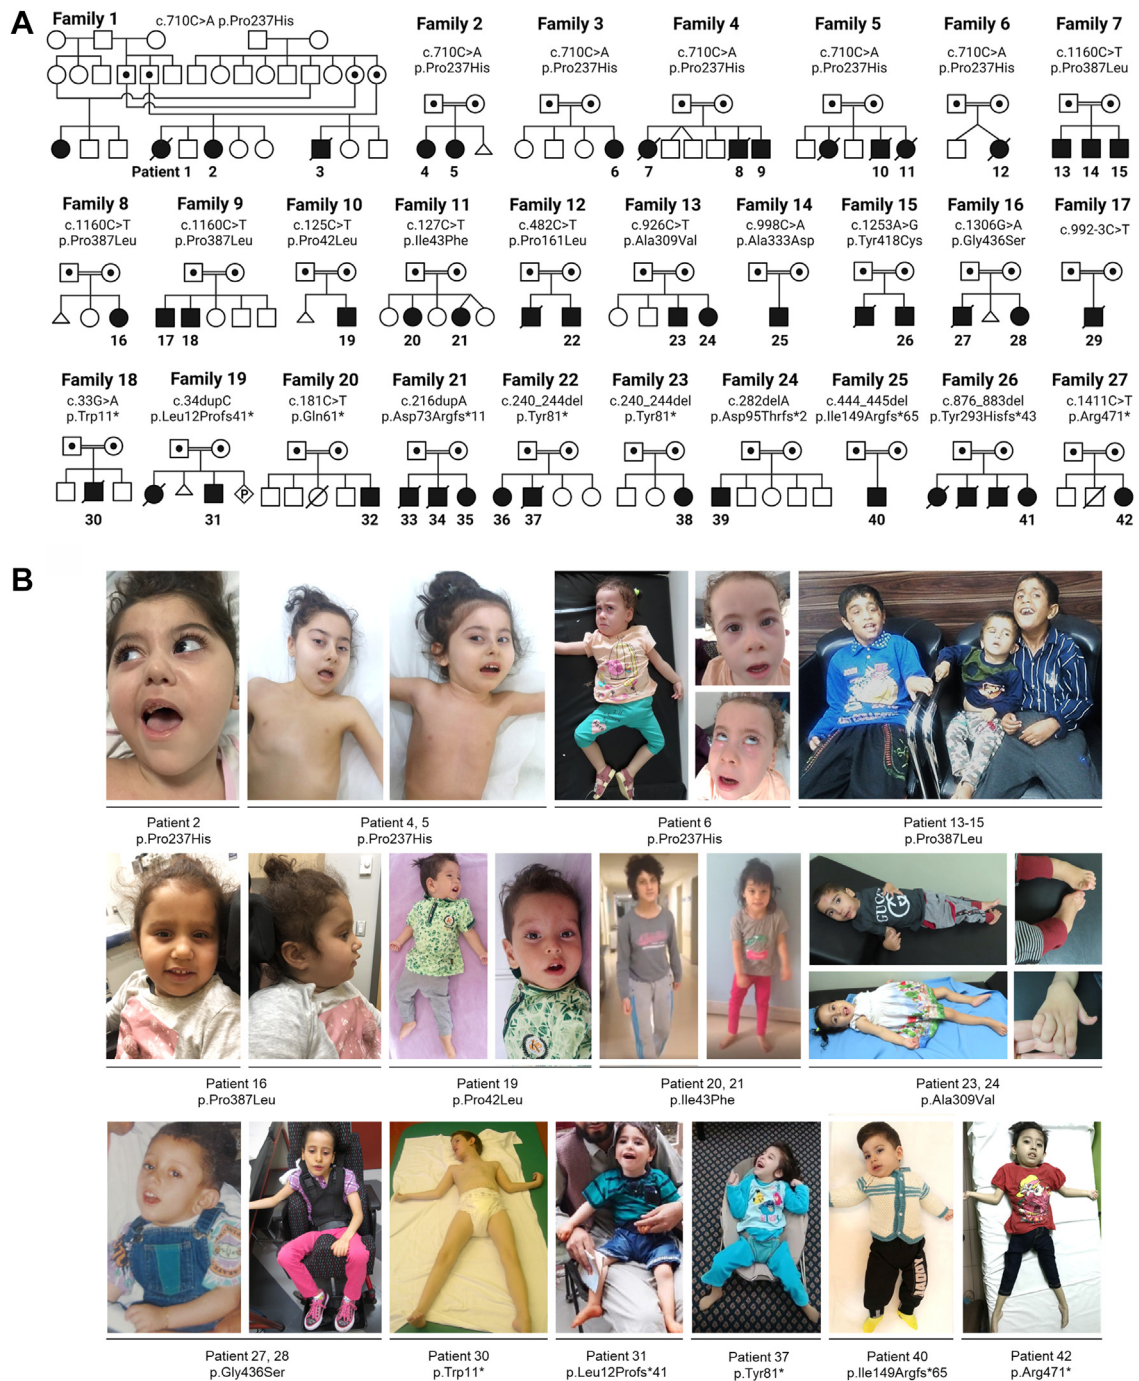 A
Family 1
c.710C>A p.Pro237His
Family 2
c.710C>A
p.Pro237His
Family 3
c.710C>A
p.Pro237His
Family 4
c.710C>A
p.Pro237His
Family 5
c.710C>A
p.Pro237His
Family 6
c.710C>A
p.Pro237His
Family 7
c.1160C>T
p.Pro387Leu
Patient 1 2 3 4 5 6 7 8 9 10 11 12 13 14 15
Family 8
c.1160C>T
p.Pro387Leu
Family 9
c.1160C>T
p.Pro387Leu
Family 10
c.125C>T
p.Pro42Leu
Family 11
c.127C>T
p.Ile43Phe
Family 12
c.482C>T
p.Pro161Leu
Family 13
c.926C>T
p.Ala309Val
Family 14
c.998C>A
p.Ala333Asp
Family 15
c.1253A>G
p.Tyr418Cys
Family 16
c.1306G>A
p.Gly436Ser
Family 17
c.992-3C>T
16 17 18 19 20 21 22 23 24 25 26 27 28 29
Family 18
c.33G>A
p.Trp11*
Family 19
c.34dupC
p.Leu12Profs41*
Family 20
c.181C>T
p.Gln61*
Family 21
c.216dupA
p.Asp73Argfs*11
Family 22
c.240_244del
p.Tyr81*
Family 23
c.240_244del
p.Tyr81*
Family 24
c.282delA
p.Asp95Thrfs*2
Family 25
c.444_445del
p.Ile149Argfs*65
Family 26
c.876_883del
p.Tyr293Hisfs*43
Family 27
c.1411C>T
p.Arg471*
P
30 31 32 33 34 35 36 37 38 39 40 41 42
B
Patient 2
p.Pro237His
Patient 4, 5
p.Pro237His
Patient 6
p.Pro237His
Patient 13-15
p.Pro387Leu
GUCCI
Patient 16
p.Pro387Leu
Patient 19
p.Pro42Leu
Patient 20, 21
p.Ile43Phe
Patient 23, 24
p.Ala309Val
DADDY
Patient 27, 28
p.Gly436Ser
Patient 30
p.Trp11*
Patient 31
p.Leu12Profs*41
Patient 37
p.Tyr81*
Patient 40
p.Ile149Argfs*65
Patient 42
p.Arg471*